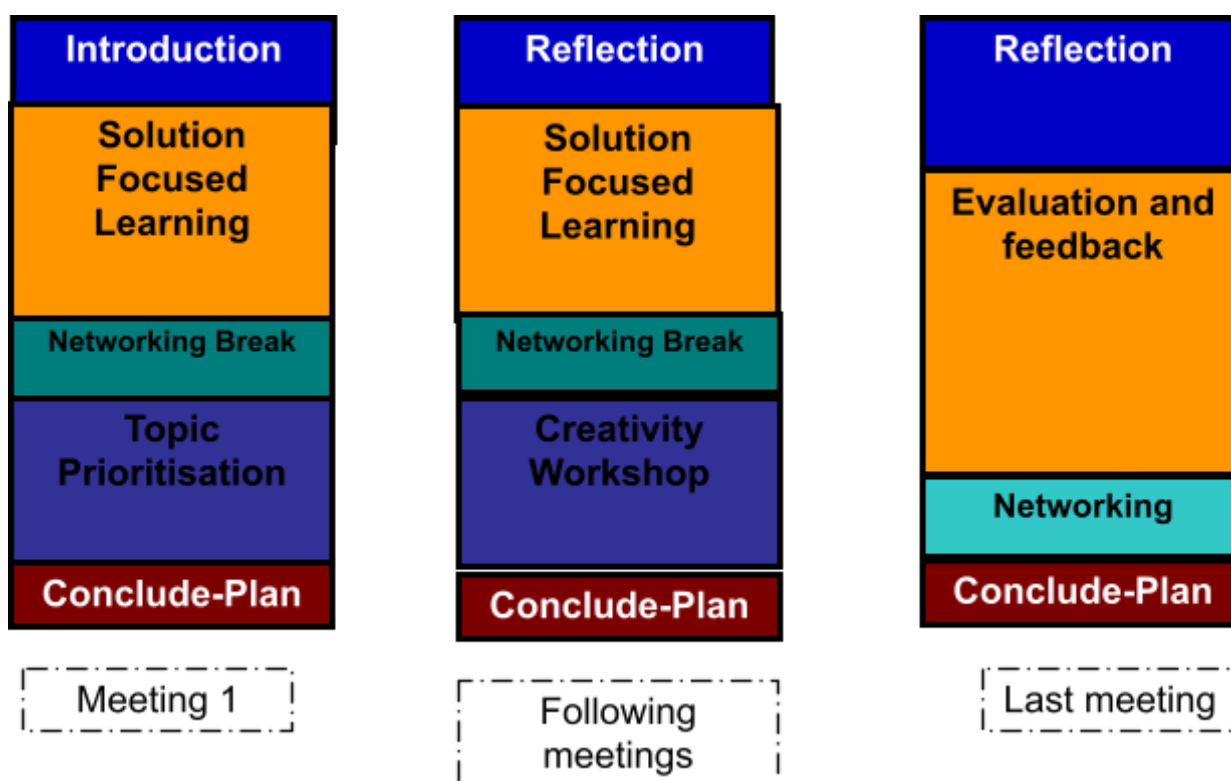 Introduction
Solution
Focused
Learning
Networking Break
Topic
Prioritisation
Conclude-Plan
Meeting 1
Reflection
Solution
Focused
Learning
Networking Break
Creativity
Workshop
Conclude-Plan
Following
meetings
Reflection
Evaluation and
feedback
Networking
Conclude-Plan
Last meeting